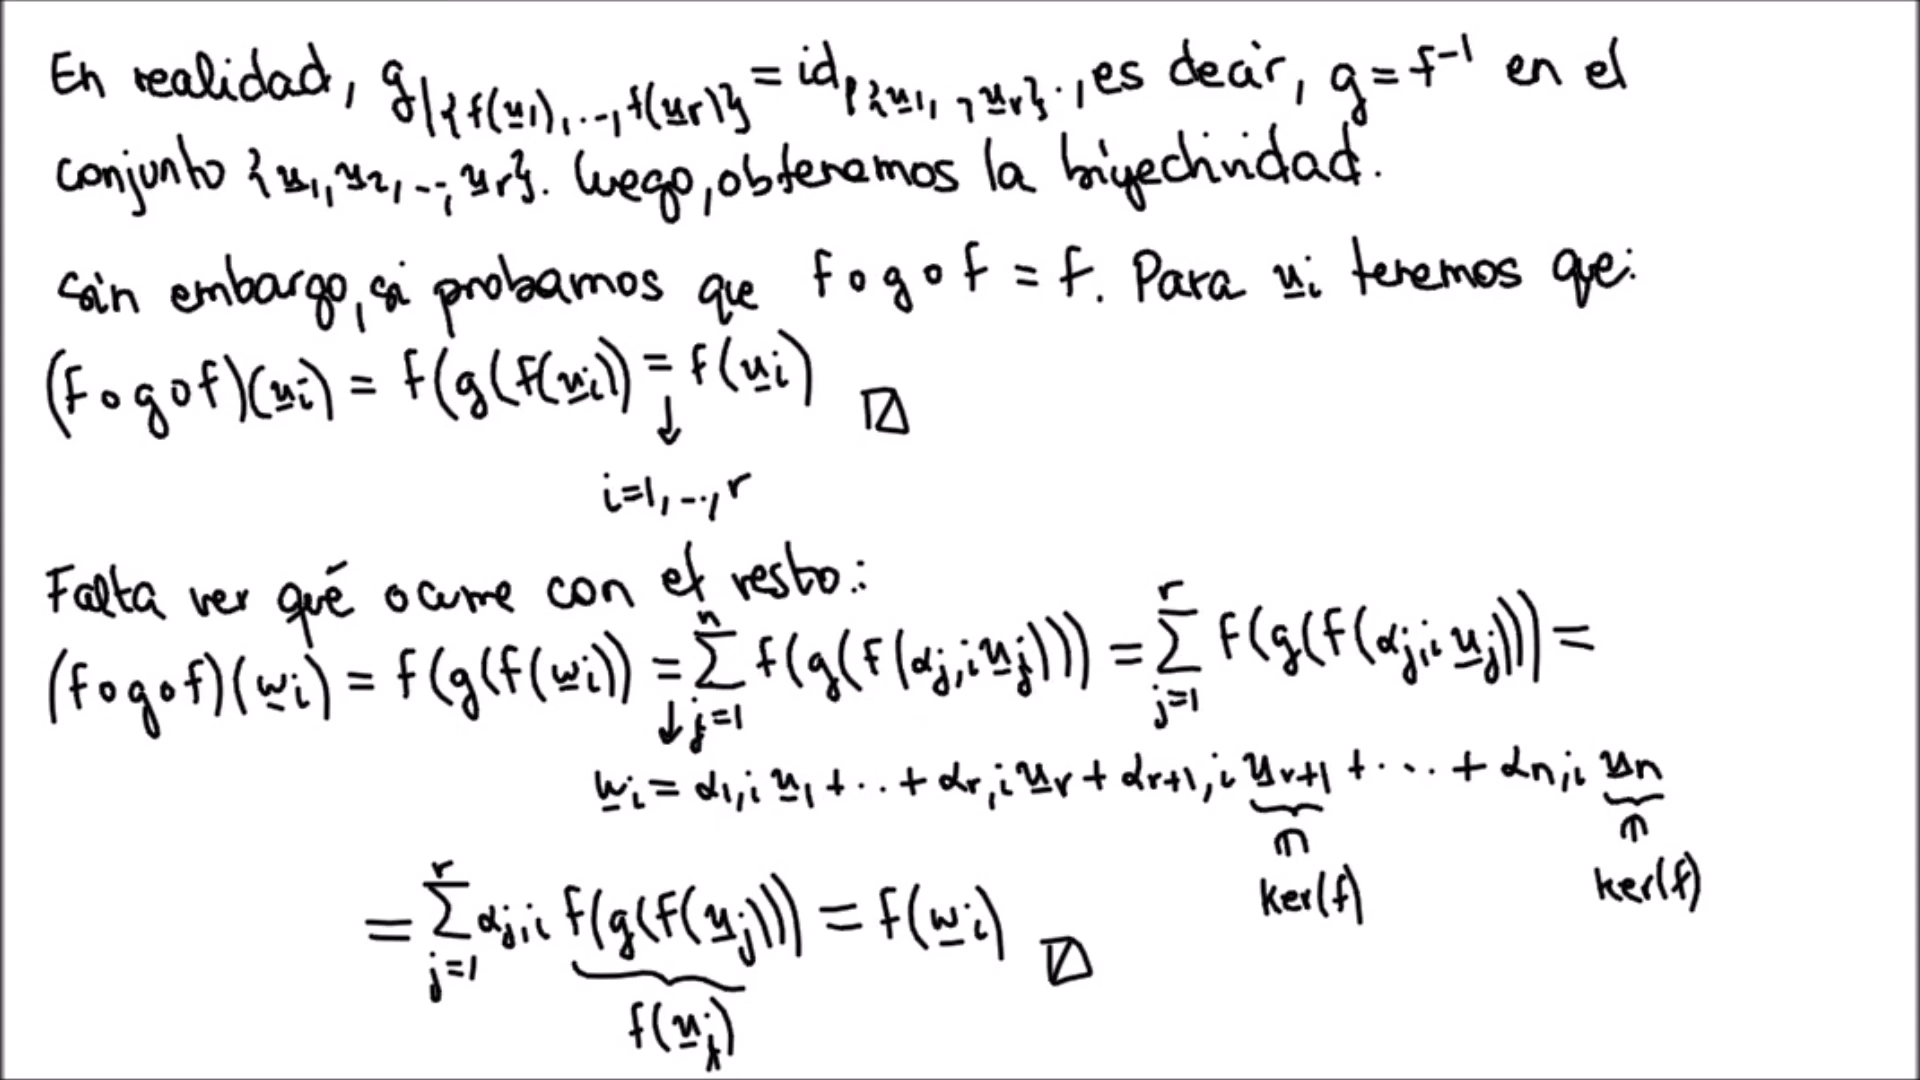 En realidad, g|{f(u1),..,f(ur)} = id|{u1, ,ur}., es decir, g = f⁻¹ en el
conjunto {u1,u2,..,ur}. Luego, obtenemos la biyectividad.
Sin embargo, si probamos que f∘g∘f = f. Para ui tenemos que:
(f∘g∘f)(ui) = f(g(f(ui)) = f(ui)
↓
i=1,..,r
Falta ver qué ocurre con el resto:
(f∘g∘f)(wi) = f(g(f(wi)) = ∑_{j=1}^{n} f(g(f(αj,i uj))) = ∑_{j=1}^{r} f(g(f(αj,i uj))) =
↓
wi = α1,i u1 + .. + αr,i ur + αr+1,i ur+1 + ... + αn,i un
∈ ∈
ker(f) ker(f)
= ∑_{j=1}^{r} αj,i f(g(f(uj))) = f(wi)
f(uj)